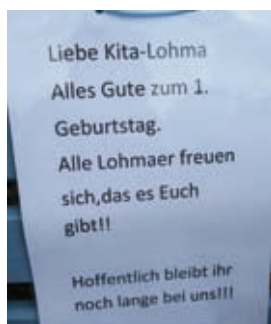 Liebe Kita-Lohma
Alles Gute zum 1.
Geburtstag.
Alle Lohmaer freuen
sich,das es Euch
gibt!!
Hoffentlich bleibt ihr
noch lange bei uns!!!